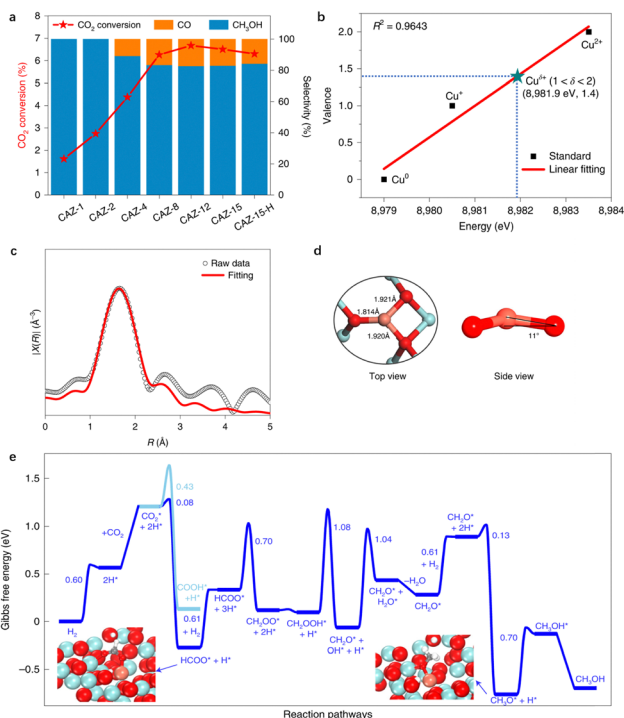 a
CO2 conversion
CO
CH3OH
CO2 conversion (%)
8
7
6
5
4
3
2
1
0
100
80
60
40
20
0
Selectivity (%)
CAZ-1
CAZ-2
CAZ-4
CAZ-8
CAZ-12
CAZ-15
CAZ-15-H
b
R2 = 0.9643
Cu2+
Cuδ+ (1 < δ < 2)
(8,981.9 eV, 1.4)
Cu+
Cu0
Standard
Linear fitting
Valence
2.0
1.5
1.0
0.5
0
8,979
8,980
8,981
8,982
8,983
8,984
Energy (eV)
c
Raw data
Fitting
|X(R)| (Å−3)
0
1
2
3
4
5
R (Å)
d
1.921Å
1.814Å
1.920Å
11°
Top view
Side view
e
Gibbs free energy (eV)
1.5
1.0
0.5
0
−0.5
H2
0.60
2H*
+CO2
CO2*
+ 2H*
0.43
0.08
COOH*
+H*
0.61
+ H2
HCOO* + H*
HCOO*
+ 3H*
0.70
CH2OO*
+ 2H*
CH2OOH*
+ H*
1.08
CH2O* +
OH* + H*
1.04
CH2O* +
H2O*
−H2O
CH2O*
0.61
+ H2
CH2O*
+ 2H*
0.13
CH3O* + H*
0.70
CH3OH*
CH3OH
Reaction pathways